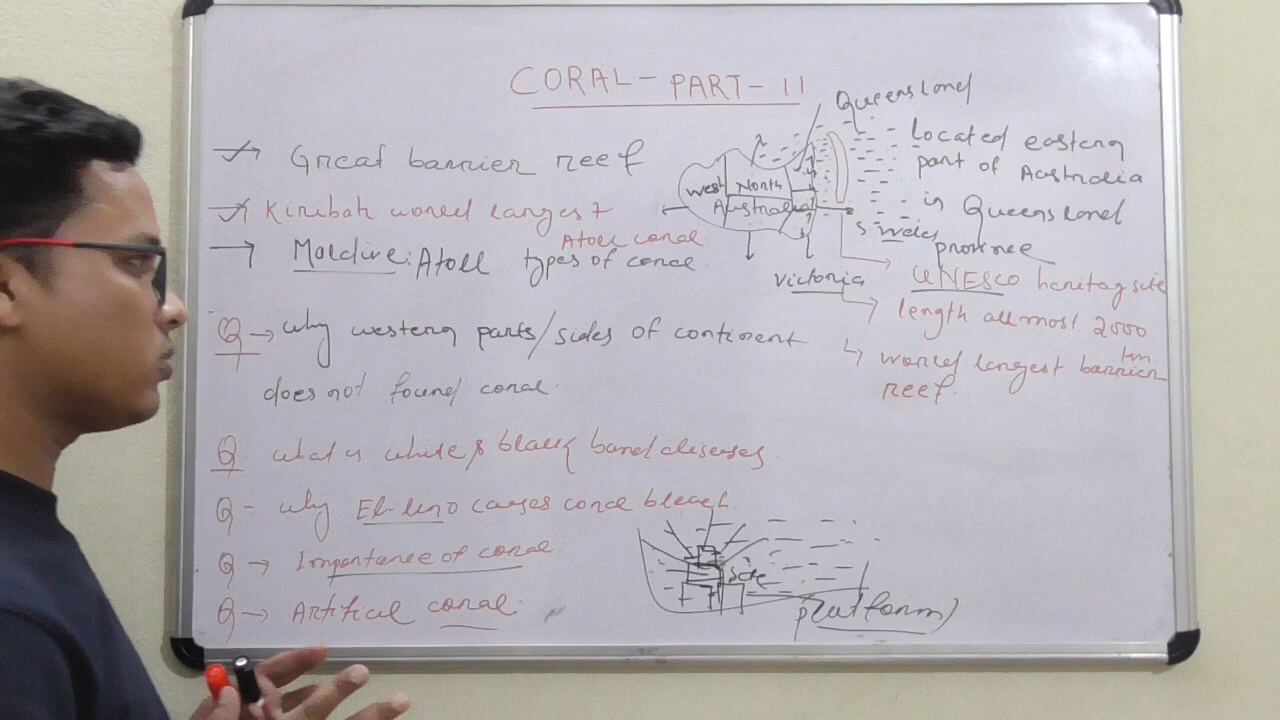 CORAL - PART - II
→ Great barrier reef
→ Kiribati world largest
Atoll coral
→ Maldive: Atoll types of coral
Q → why western parts/sides of continent
does not found coral.
Q. what is white & black band diseases
Q - why El-nino causes coral bleach
Q → Importance of coral
Q → Artifical coral.
Queensland
West North
Australia
S Wales
Victoria
Located eastern
part of Australia
in Queensland
province
→ UNESCO heritage site
→ length allmost 2000
km
→ world largest barrier
reef.
platform